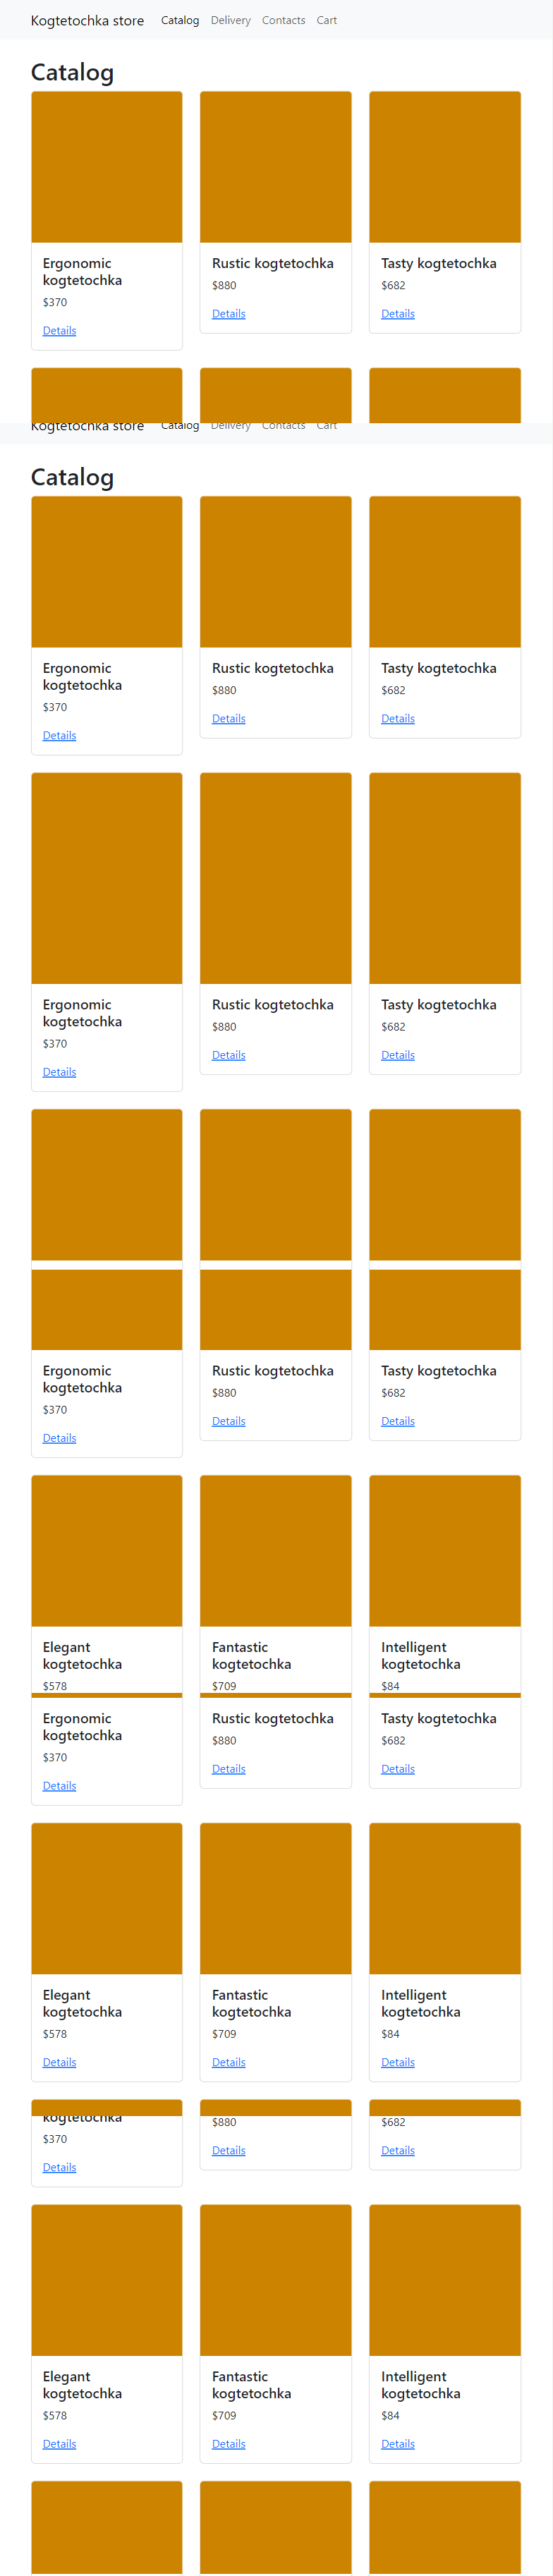 Kogtetochka store Catalog Delivery Contacts Cart
Catalog
Ergonomic
kogtetochka
$370
Details
Rustic kogtetochka
$880
Details
Tasty kogtetochka
$682
Details
Kogtetochka store Catalog Delivery Contacts Cart
Catalog
Ergonomic
kogtetochka
$370
Details
Rustic kogtetochka
$880
Details
Tasty kogtetochka
$682
Details
Ergonomic
kogtetochka
$370
Details
Rustic kogtetochka
$880
Details
Tasty kogtetochka
$682
Details
Ergonomic
kogtetochka
$370
Details
Rustic kogtetochka
$880
Details
Tasty kogtetochka
$682
Details
Elegant
kogtetochka
$578
Fantastic
kogtetochka
$709
Intelligent
kogtetochka
$84
Ergonomic
kogtetochka
$370
Details
Rustic kogtetochka
$880
Details
Tasty kogtetochka
$682
Details
Elegant
kogtetochka
$578
Details
Fantastic
kogtetochka
$709
Details
Intelligent
kogtetochka
$84
Details
kogtetochka
$370
Details
$880
Details
$682
Details
Elegant
kogtetochka
$578
Details
Fantastic
kogtetochka
$709
Details
Intelligent
kogtetochka
$84
Details